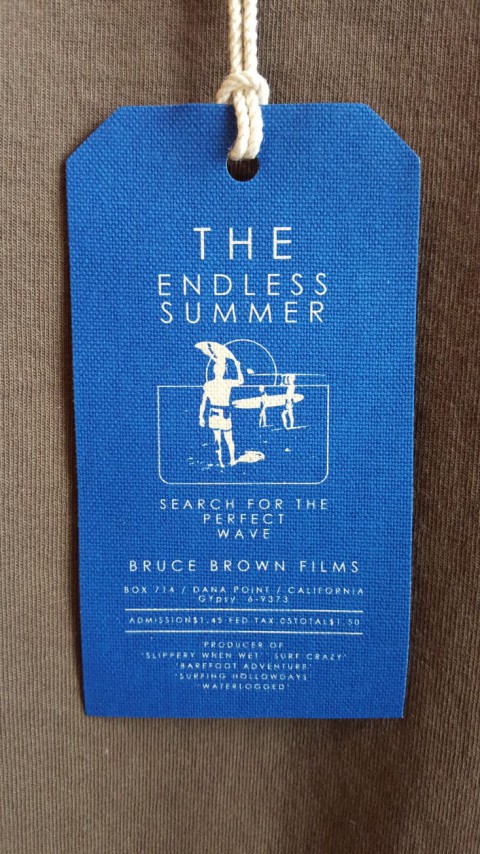 THE
ENDLESS
SUMMER
SEARCH FOR THE
PERFECT
WAVE
BRUCE BROWN FILMS
BOX 714 / DANA POINT / CALIFORNIA
GYpsy 6-9373
ADMISSION$1.45 FED TAX.05TOTAL$1.50
PRODUCER OF
'SLIPPERY WHEN WET' 'SURF CRAZY'
'BAREFOOT ADVENTURE'
'SURFING HOLLOWDAYS'
'WATERLOGGED'